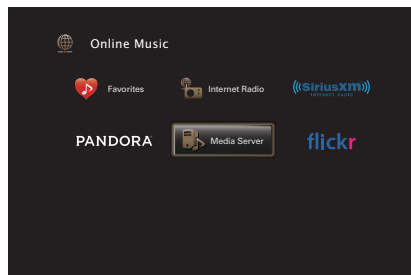 Online Music
Favorites
Internet Radio
((SiriusXM))
INTERNET RADIO
PANDORA
Media Server
flickr